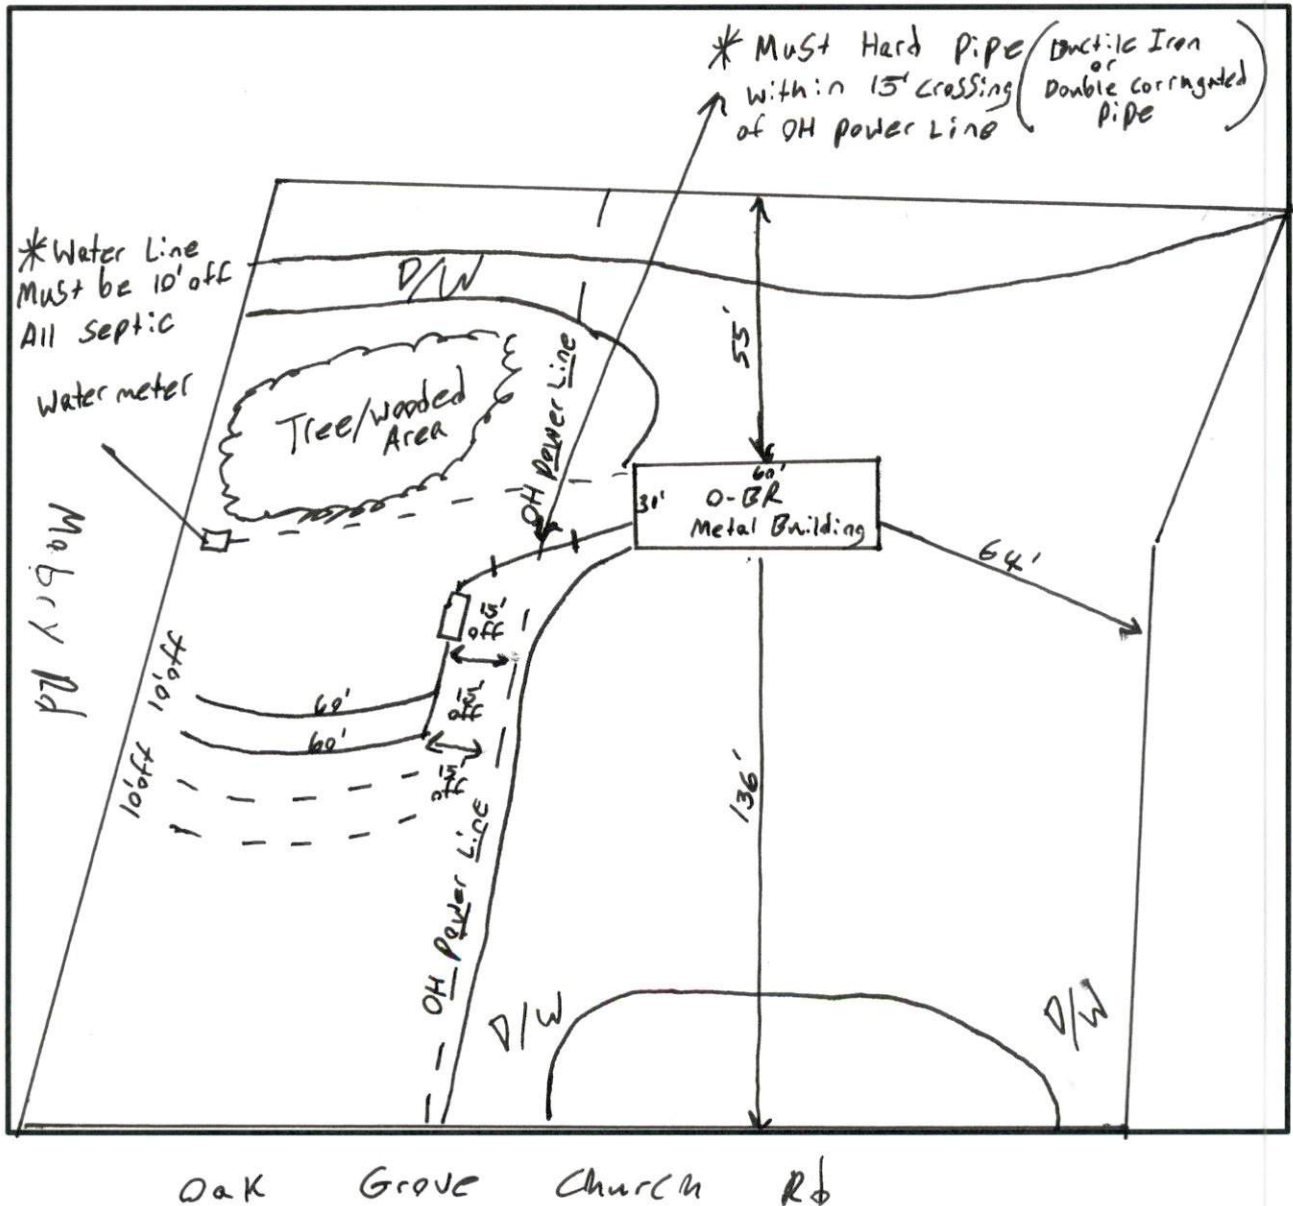 * Must Hard Pipe (Ductile Iron
or
within 15' crossing Double corrugated
of OH power Line Pipe)
* Water Line
Must be 10' off
All septic
Water meter
D/W
Tree/wooded
Area
OH Power Line
55'
60'
31'
0-BR
Metal Building
64'
Mabry Rd
15'
off
10' off
60'
15'
off
60'
10' off
15'
off
136'
OH Power Line
D/W
D/W
Oak Grove Church Rd